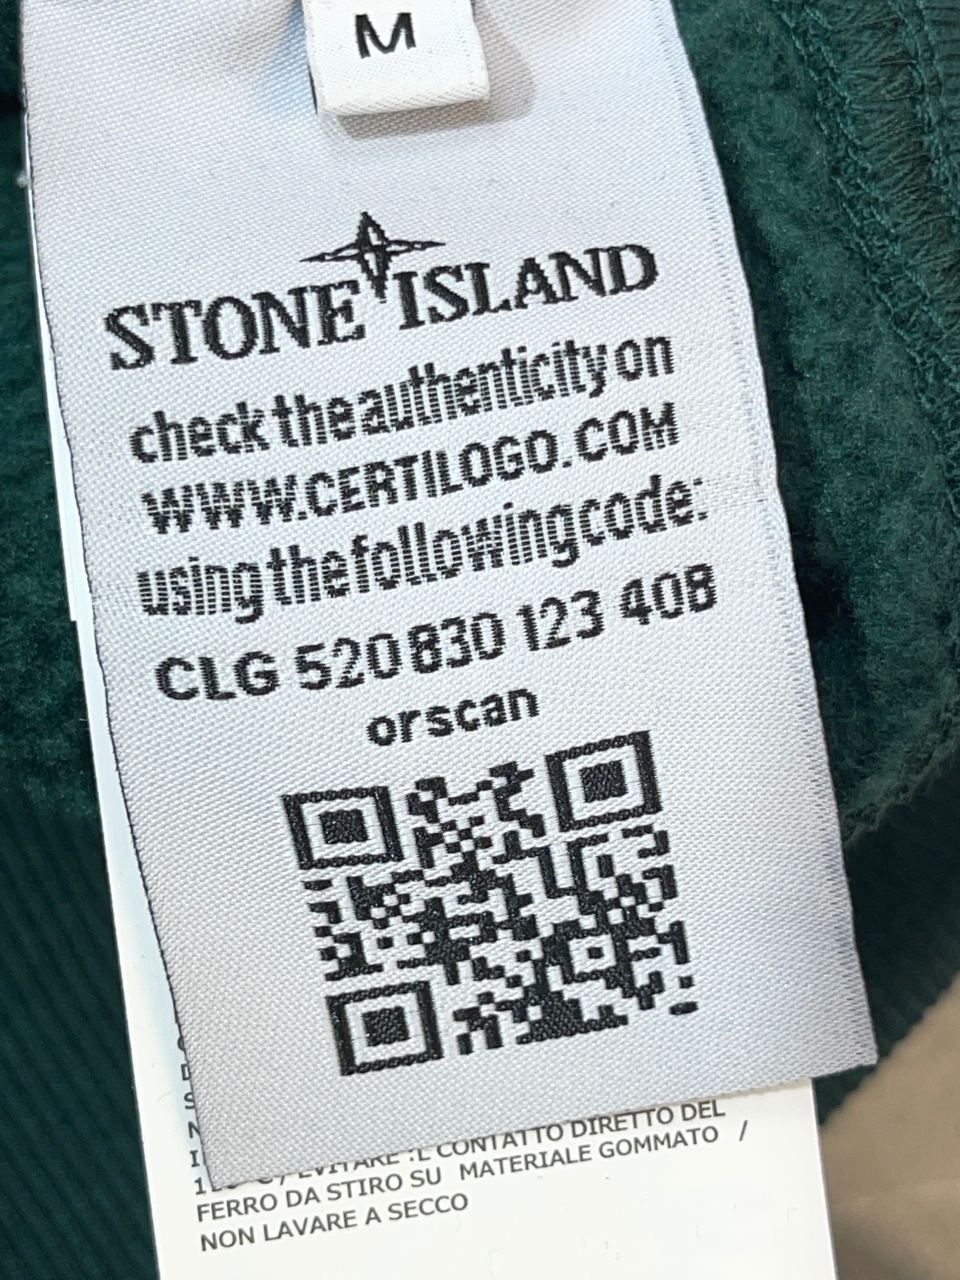 M
STONE ISLAND
check the authenticity on
WWW.CERTILOGO.COM
using the following code:
CLG 520 830 123 408
or scan
EVITARE IL CONTATTO DIRETTO DEL
FERRO DA STIRO SU MATERIALE GOMMATO /
NON LAVARE A SECCO